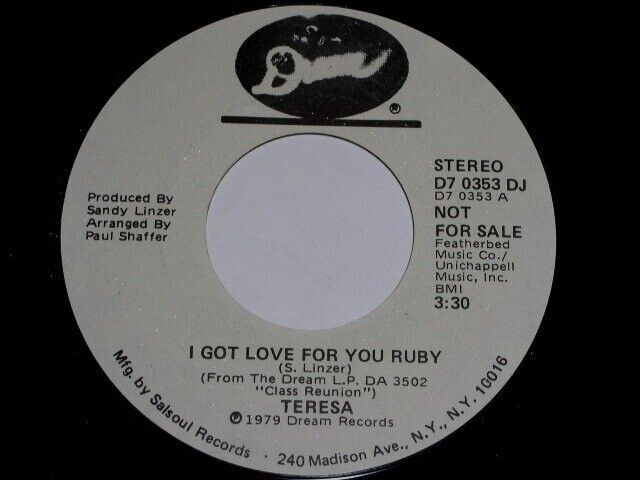 ®
STEREO
D7 0353 DJ
D7 0353 A
NOT
FOR SALE
Featherbed
Music Co./
Unichappell
Music, Inc.
BMI
3:30
Produced By
Sandy Linzer
Arranged By
Paul Shaffer
I GOT LOVE FOR YOU RUBY
(S. Linzer)
(From The Dream L.P. DA 3502
"Class Reunion")
TERESA
℗ 1979 Dream Records
Mfg. by Salsoul Records · 240 Madison Ave., N.Y., N.Y. 10016